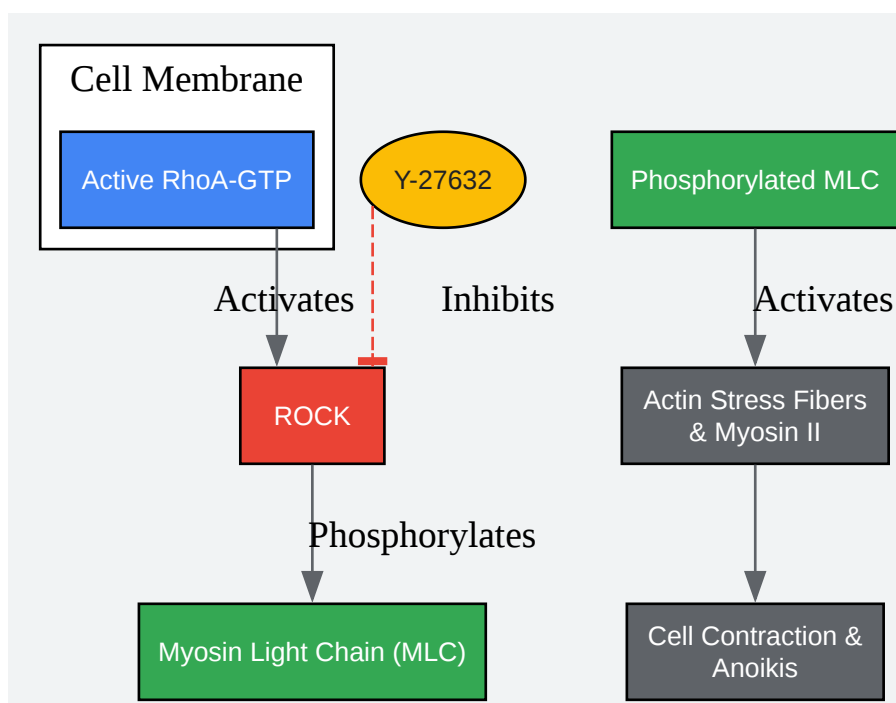 Cell Membrane
Active RhoA-GTP
Y-27632
Phosphorylated MLC
Activates
Inhibits
Activates
ROCK
Actin Stress Fibers
& Myosin II
Phosphorylates
Myosin Light Chain (MLC)
Cell Contraction &
Anoikis